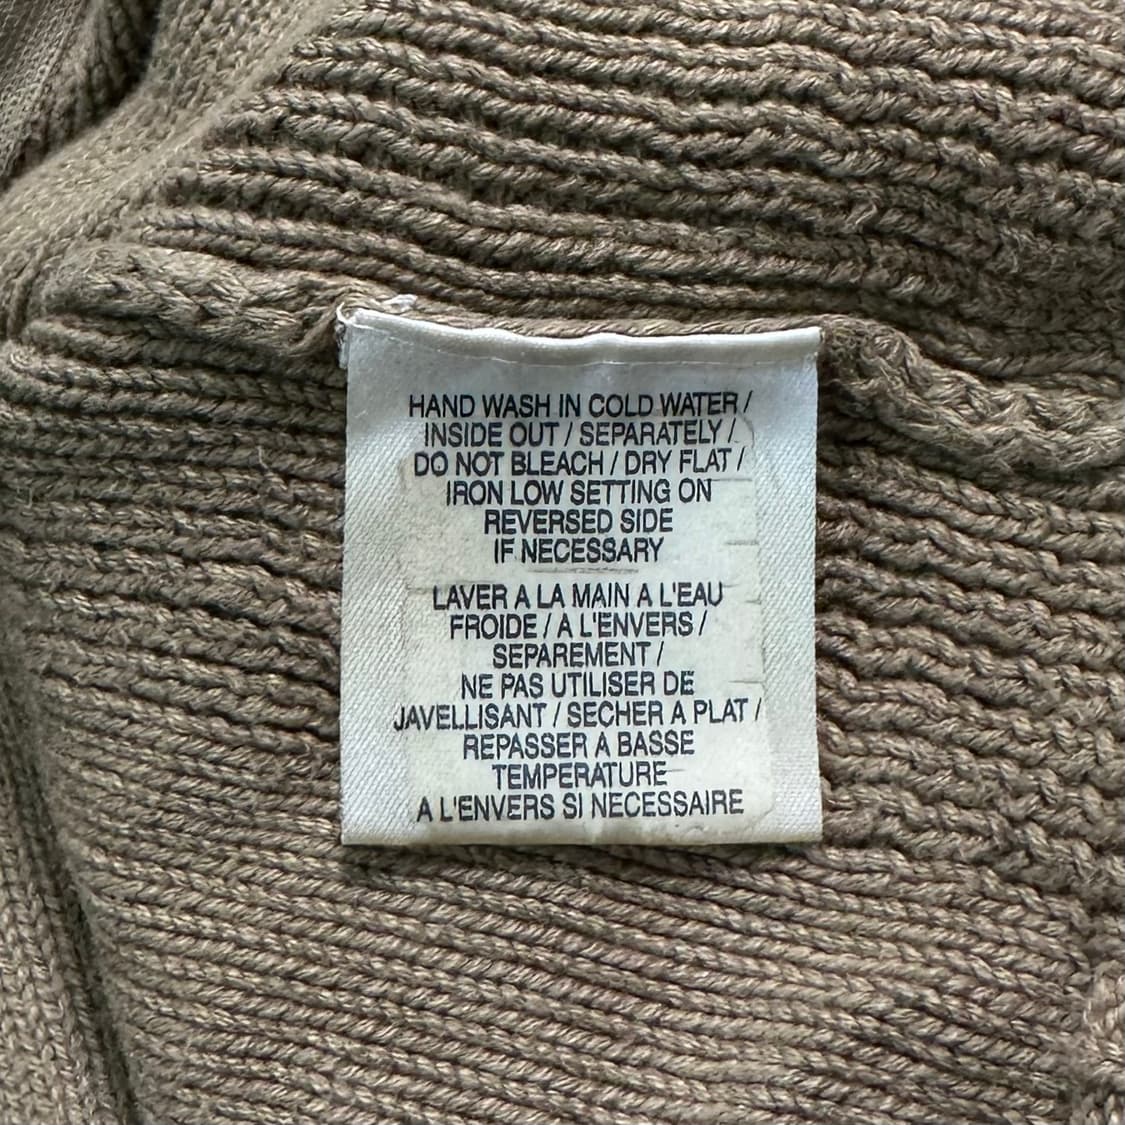 HAND WASH IN COLD WATER /
INSIDE OUT / SEPARATELY /
DO NOT BLEACH / DRY FLAT /
IRON LOW SETTING ON
REVERSED SIDE
IF NECESSARY
LAVER A LA MAIN A L'EAU
FROIDE / A L'ENVERS /
SEPAREMENT /
NE PAS UTILISER DE
JAVELLISANT / SECHER A PLAT /
REPASSER A BASSE
TEMPERATURE
A L'ENVERS SI NECESSAIRE